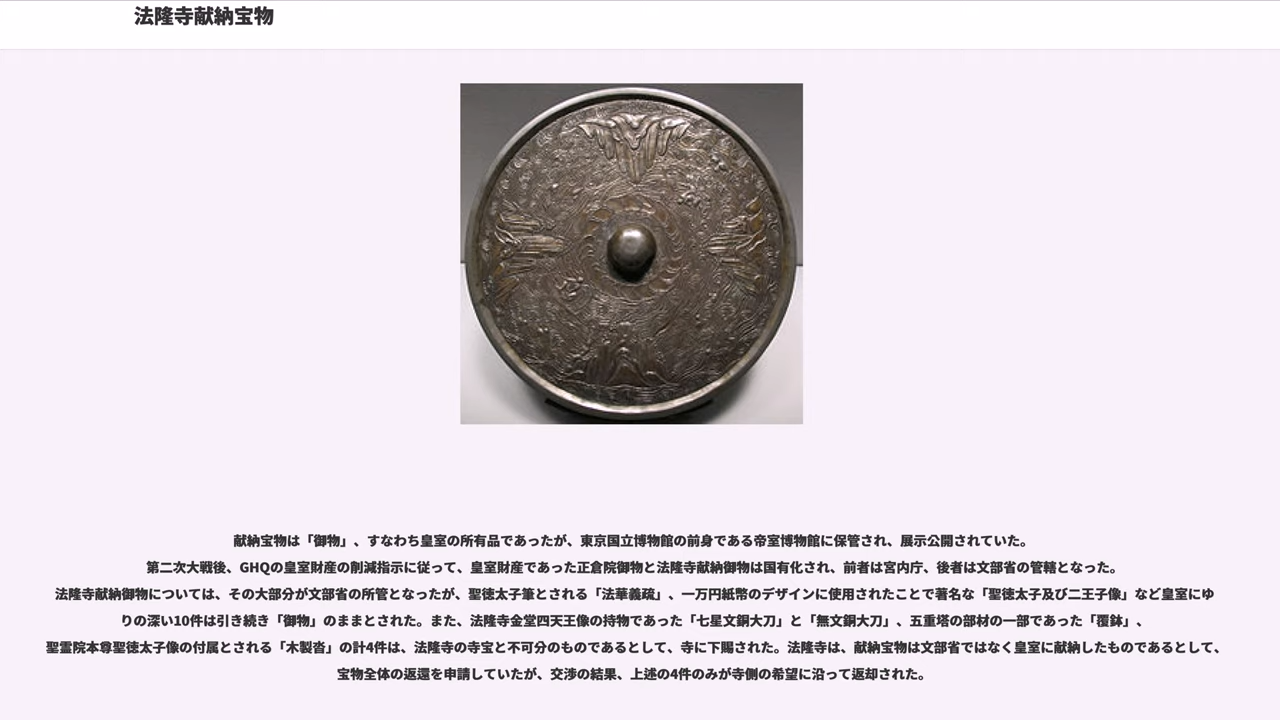 法隆寺献納宝物
献納宝物は「御物」、すなわち皇室の所有品であったが、東京国立博物館の前身である帝室博物館に保管され、展示公開されていた。
第二次大戦後、GHQの皇室財産の削減指示に従って、皇室財産であった正倉院御物と法隆寺献納御物は国有化され、前者は宮内庁、後者は文部省の管轄となった。
法隆寺献納御物については、その大部分が文部省の所管となったが、聖徳太子筆とされる「法華義疏」、一万円紙幣のデザインに使用されたことで著名な「聖徳太子及び二王子像」など皇室にゆ
りの深い10件は引き続き「御物」のままとされた。また、法隆寺金堂四天王像の持物であった「七星文銅大刀」と「無文銅大刀」、五重塔の部材の一部であった「覆鉢」、
聖霊院本尊聖徳太子像の付属とされる「木製沓」の計4件は、法隆寺の寺宝と不可分のものであるとして、寺に下賜された。法隆寺は、献納宝物は文部省ではなく皇室に献納したものであるとして、
宝物全体の返還を申請していたが、交渉の結果、上述の4件のみが寺側の希望に沿って返却された。